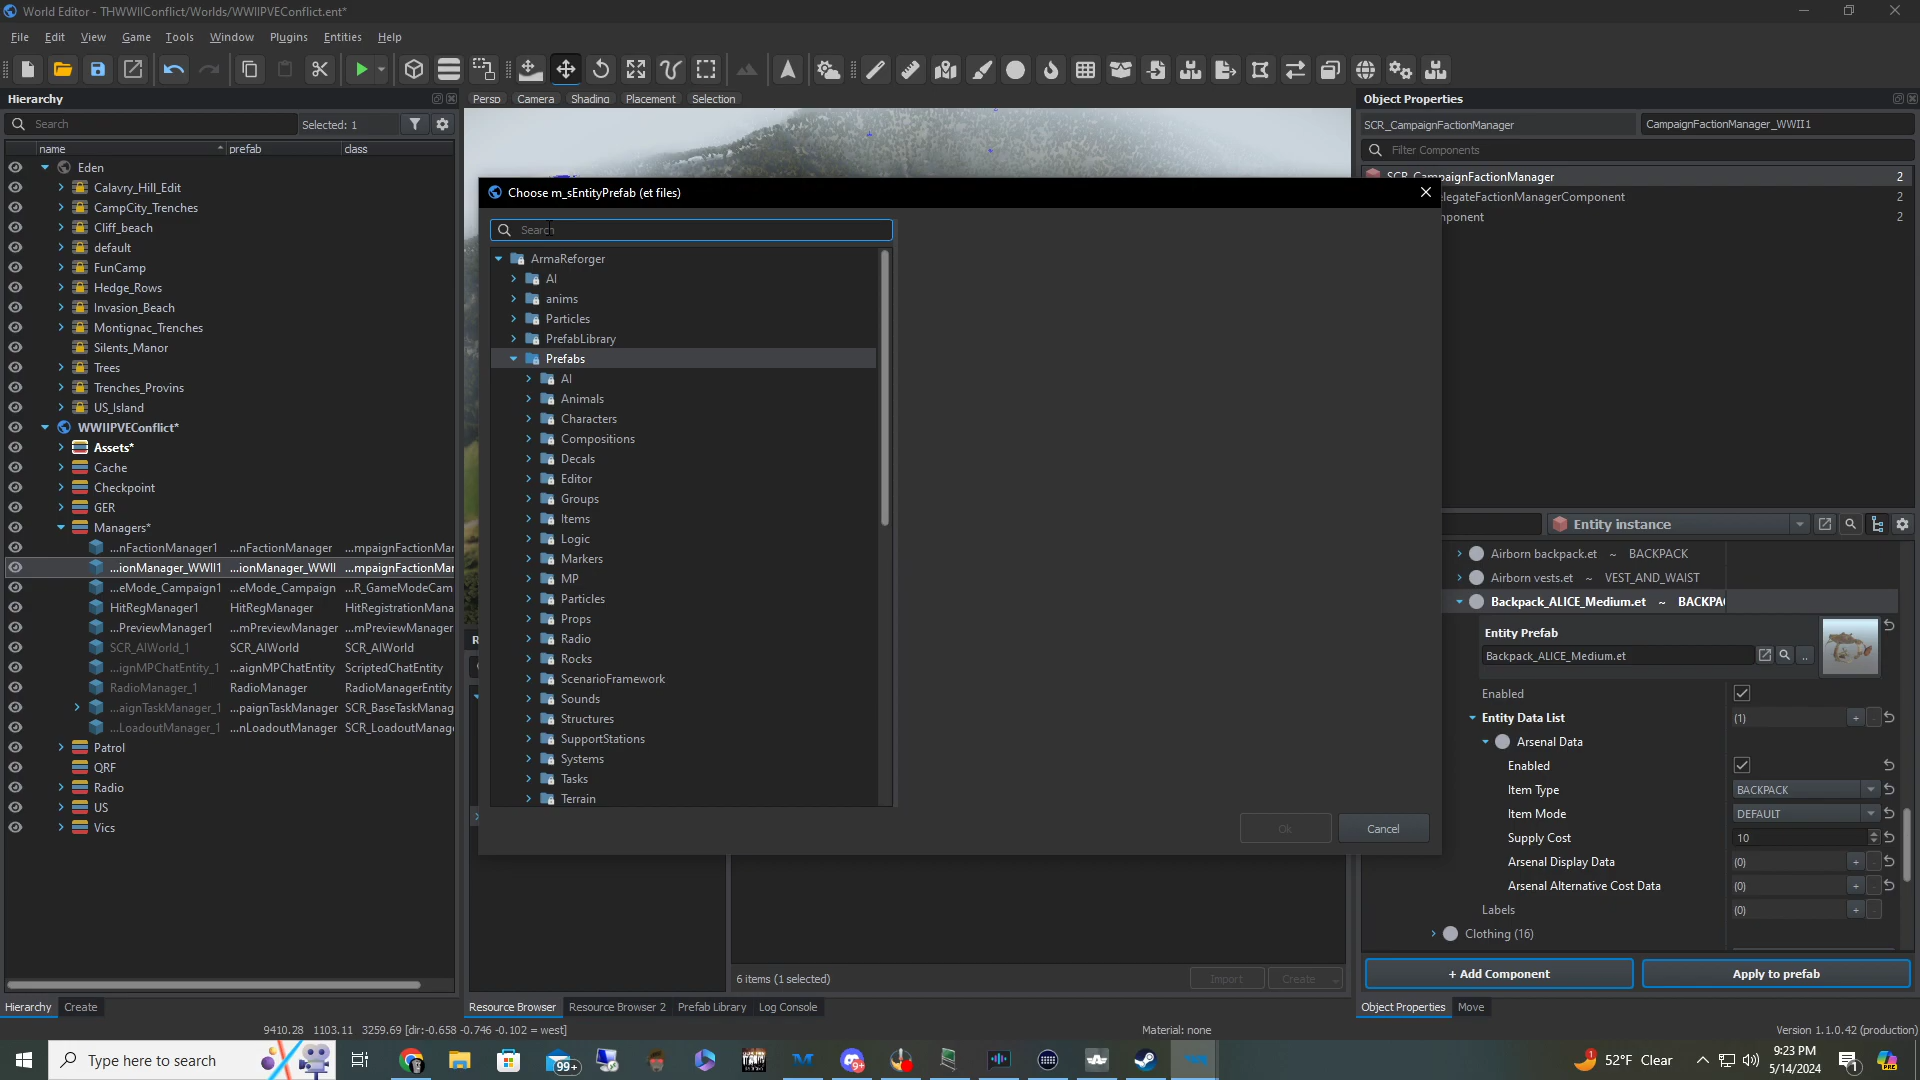 World Editor - THWWIIConflict/Worlds/WWIIPVEConflict.ent*
File Edit View Game Tools Window Plugins Entities Help
Hierarchy
Search
Selected: 1
name prefab class
Eden
Calavry_Hill_Edit
CampCity_Trenches
Cliff_beach
default
FunCamp
Hedge_Rows
Invasion_Beach
Montignac_Trenches
Silents_Manor
Trees
Trenches_Provins
US_Island
WWIIPVEConflict*
Assets*
Cache
Checkpoint
GER
Managers*
...nFactionManager1 ...nFactionManager ...mpaignFactionMar
...ionManager_WWII1 ...ionManager_WWII ...mpaignFactionMar
...eMode_Campaign1 ...eMode_Campaign ...R_GameModeCam
HitRegManager1 HitRegManager HitRegistrationMana
...PreviewManager1 ...mPreviewManager ...mPreviewManager
SCR_AIWorld_1 SCR_AIWorld SCR_AIWorld
...ignMPChatEntity_1 ...aignMPChatEntity ScriptedChatEntity
RadioManager_1 RadioManager RadioManagerEntity
...aignTaskManager_1 ...paignTaskManager SCR_BaseTaskManag
...LoadoutManager_1 ...nLoadoutManager SCR_LoadoutManag
Patrol
QRF
Radio
US
Vics
Hierarchy Create
Persp Camera Shading Placement Selection
Choose m_sEntityPrefab (et files)
Search
ArmaReforger
AI
anims
Particles
PrefabLibrary
Prefabs
AI
Animals
Characters
Compositions
Decals
Editor
Groups
Items
Logic
Markers
MP
Particles
Props
Radio
Rocks
ScenarioFramework
Sounds
Structures
SupportStations
Systems
Tasks
Terrain
Ok Cancel
6 items (1 selected)
Import Create
Resource Browser Resource Browser 2 Prefab Library Log Console
Object Properties
SCR_CampaignFactionManager CampaignFactionManager_WWII1
Filter Components
SCR_CampaignFactionManager 2
elegateFactionManagerComponent 2
ponent 2
Entity instance
Airborn backpack.et ~ BACKPACK
Airborn vests.et ~ VEST_AND_WAIST
Backpack_ALICE_Medium.et ~ BACKPA
Entity Prefab
Backpack_ALICE_Medium.et ..
Enabled
Entity Data List (1) +
Arsenal Data
Enabled
Item Type BACKPACK
Item Mode DEFAULT
Supply Cost 10
Arsenal Display Data (0) +
Arsenal Alternative Cost Data (0) +
Labels (0) +
Clothing (16)
+ Add Component Apply to prefab
Object Properties Move
9410.28 1103.11 3259.69 [dir:-0.658 -0.746 -0.102 = west] Material: none Version 1.1.0.42 (production)
Type here to search
99+
52°F Clear
9:23 PM
5/14/2024
1